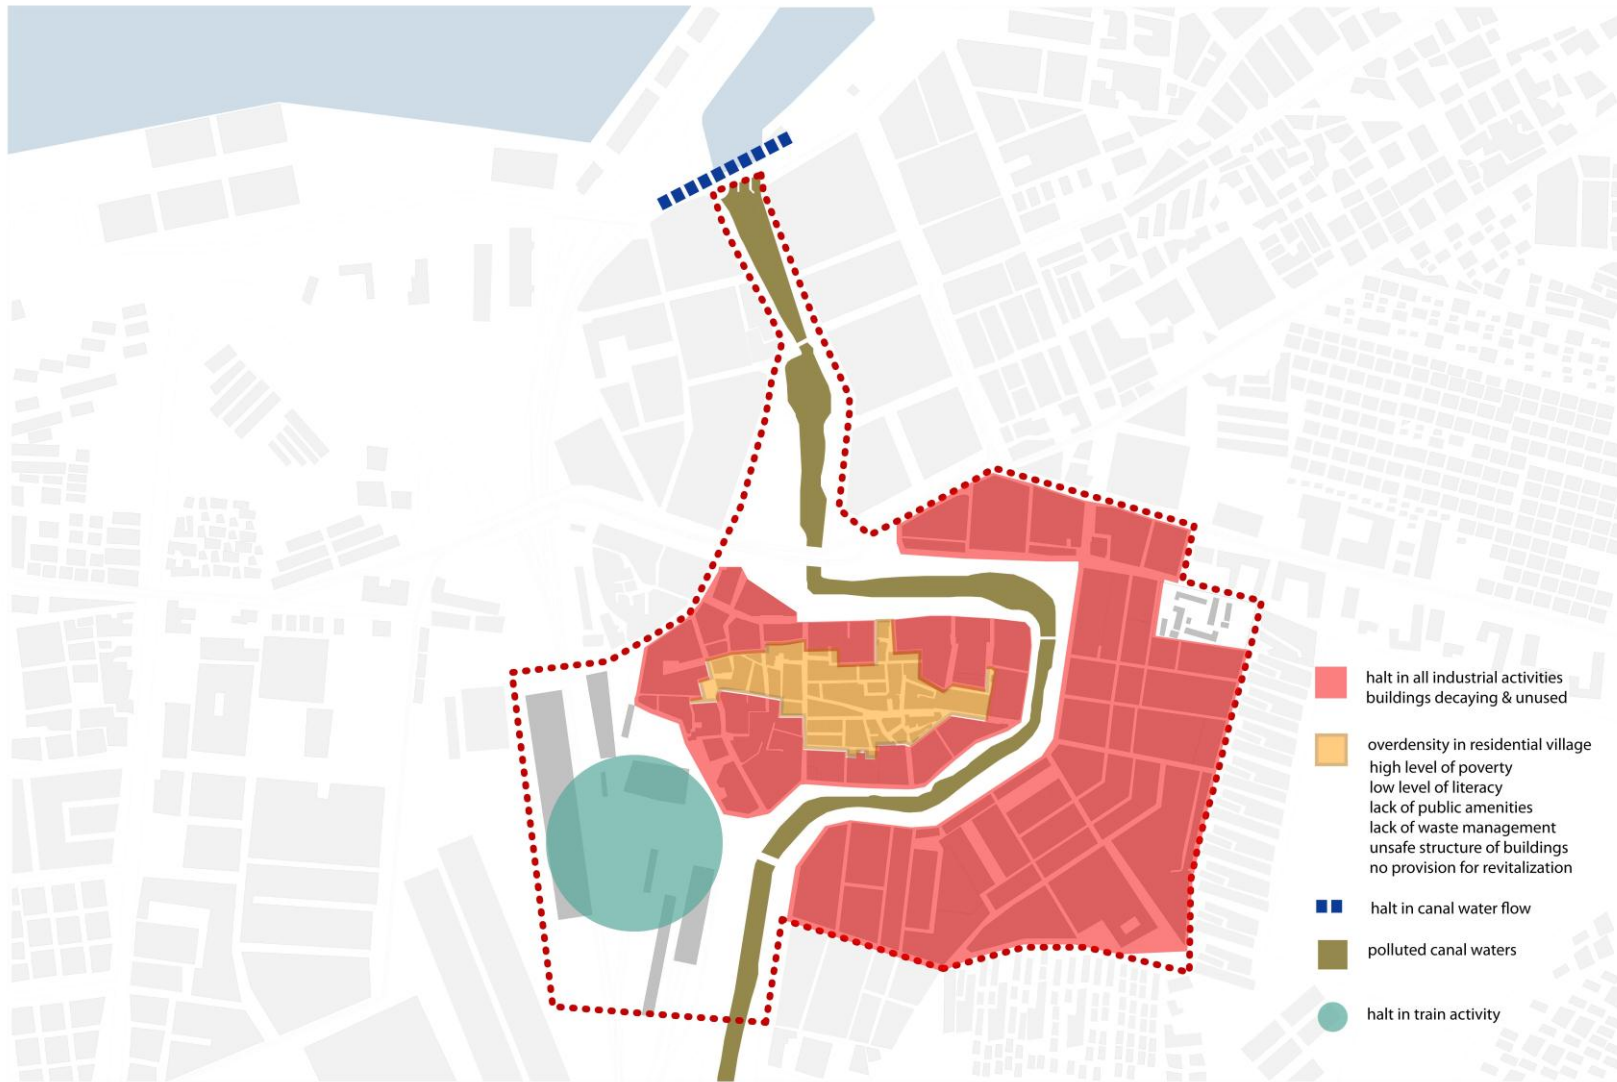 halt in all industrial activities
buildings decaying & unused
overdensity in residential village
high level of poverty
low level of literacy
lack of public amenities
lack of waste management
unsafe structure of buildings
no provision for revitalization
halt in canal water flow
polluted canal waters
halt in train activity